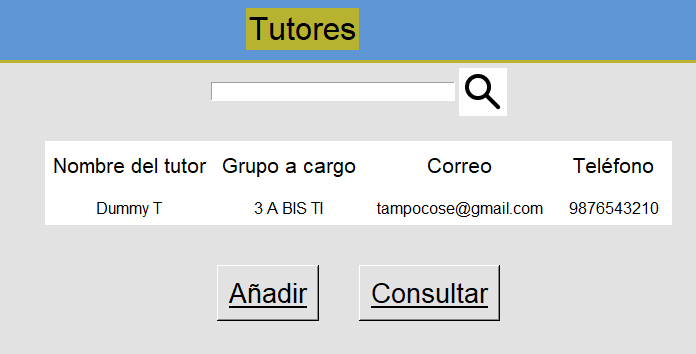 Tutores
Nombre del tutor Grupo a cargo Correo Teléfono
Dummy T 3 A BIS TI tampocose@gmail.com 9876543210
Añadir Consultar